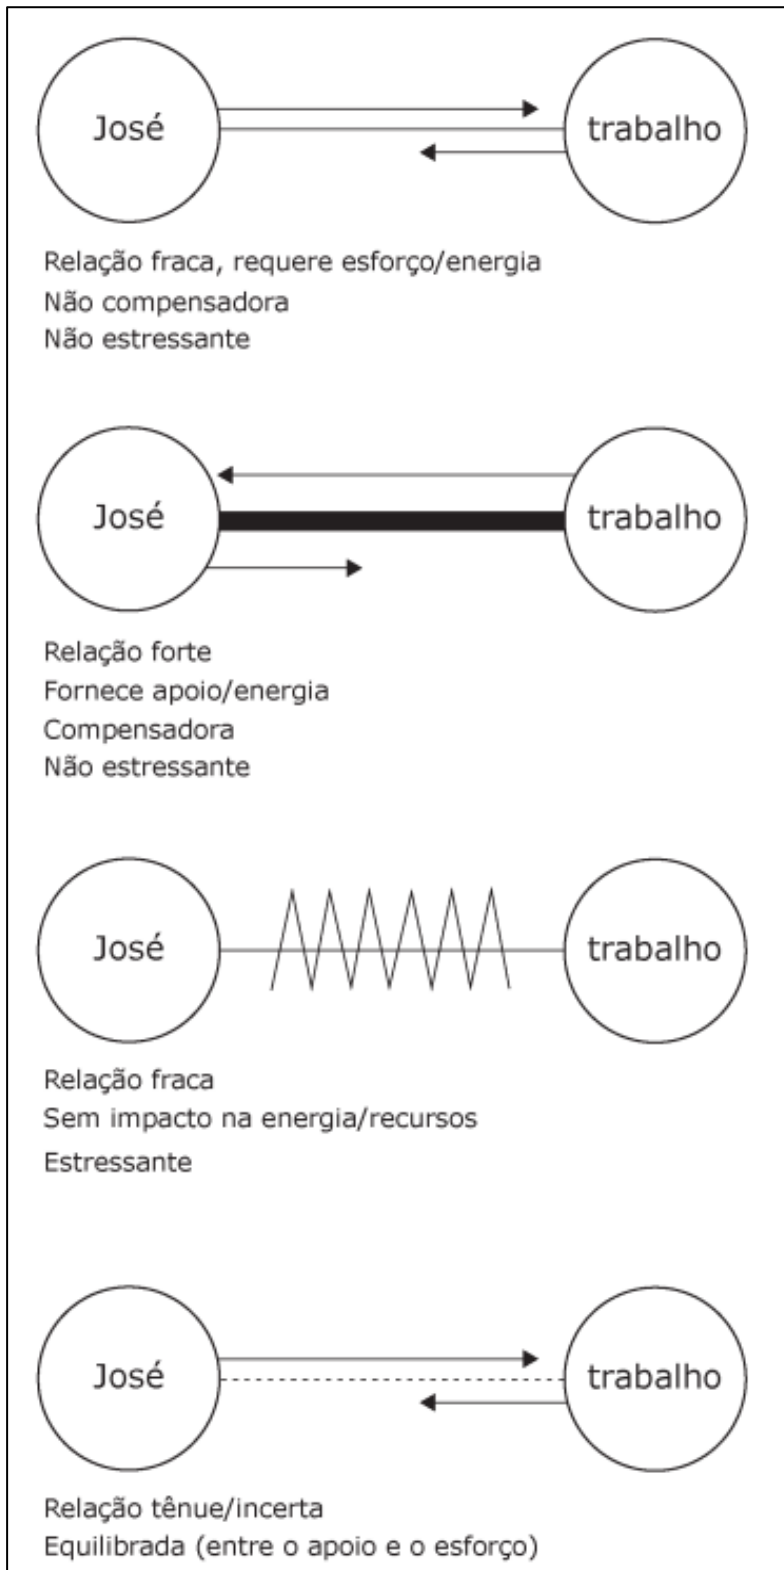 José trabalho
Relação fraca, requere esforço/energia
Não compensadora
Não estressante
José trabalho
Relação forte
Fornece apoio/energia
Compensadora
Não estressante
José trabalho
Relação fraca
Sem impacto na energia/recursos
Estressante
José trabalho
Relação tênue/incerta
Equilibrada (entre o apoio e o esforço)